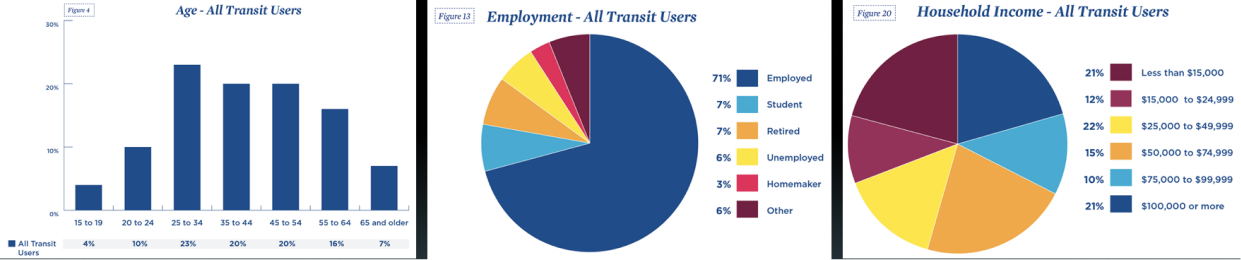 Figure 4
Age - All Transit Users
30%
20%
10%
0%
15 to 19 20 to 24 25 to 34 35 to 44 45 to 54 55 to 64 65 and older
All Transit Users 4% 10% 23% 20% 20% 16% 7%
Figure 13
Employment - All Transit Users
71% Employed
7% Student
7% Retired
6% Unemployed
3% Homemaker
6% Other
Figure 20
Household Income - All Transit Users
21% Less than $15,000
12% $15,000 to $24,999
22% $25,000 to $49,999
15% $50,000 to $74,999
10% $75,000 to $99,999
21% $100,000 or more